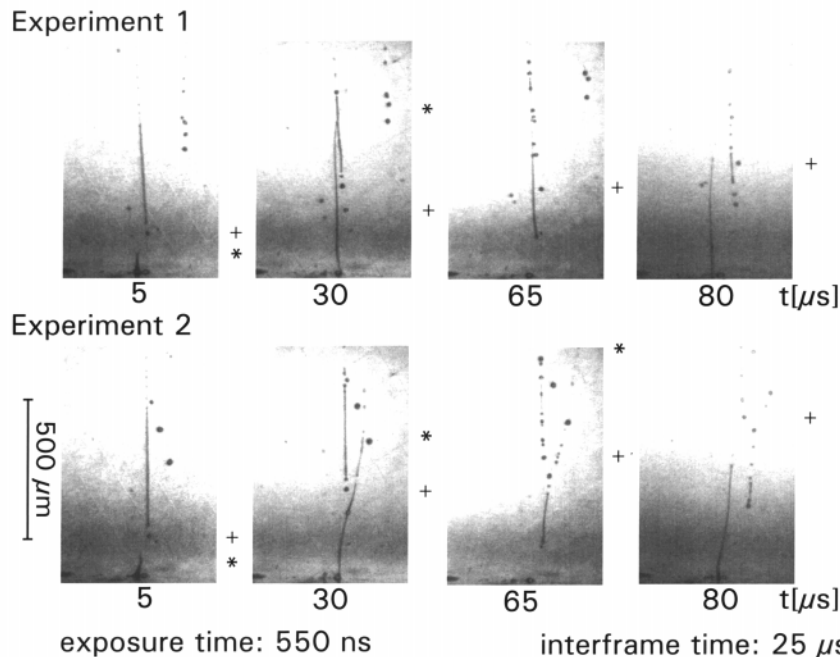 Experiment 1
5 30 65 80 t[µs]
Experiment 2
500 µm
5 30 65 80 t[µs]
exposure time: 550 ns interframe time: 25 µs